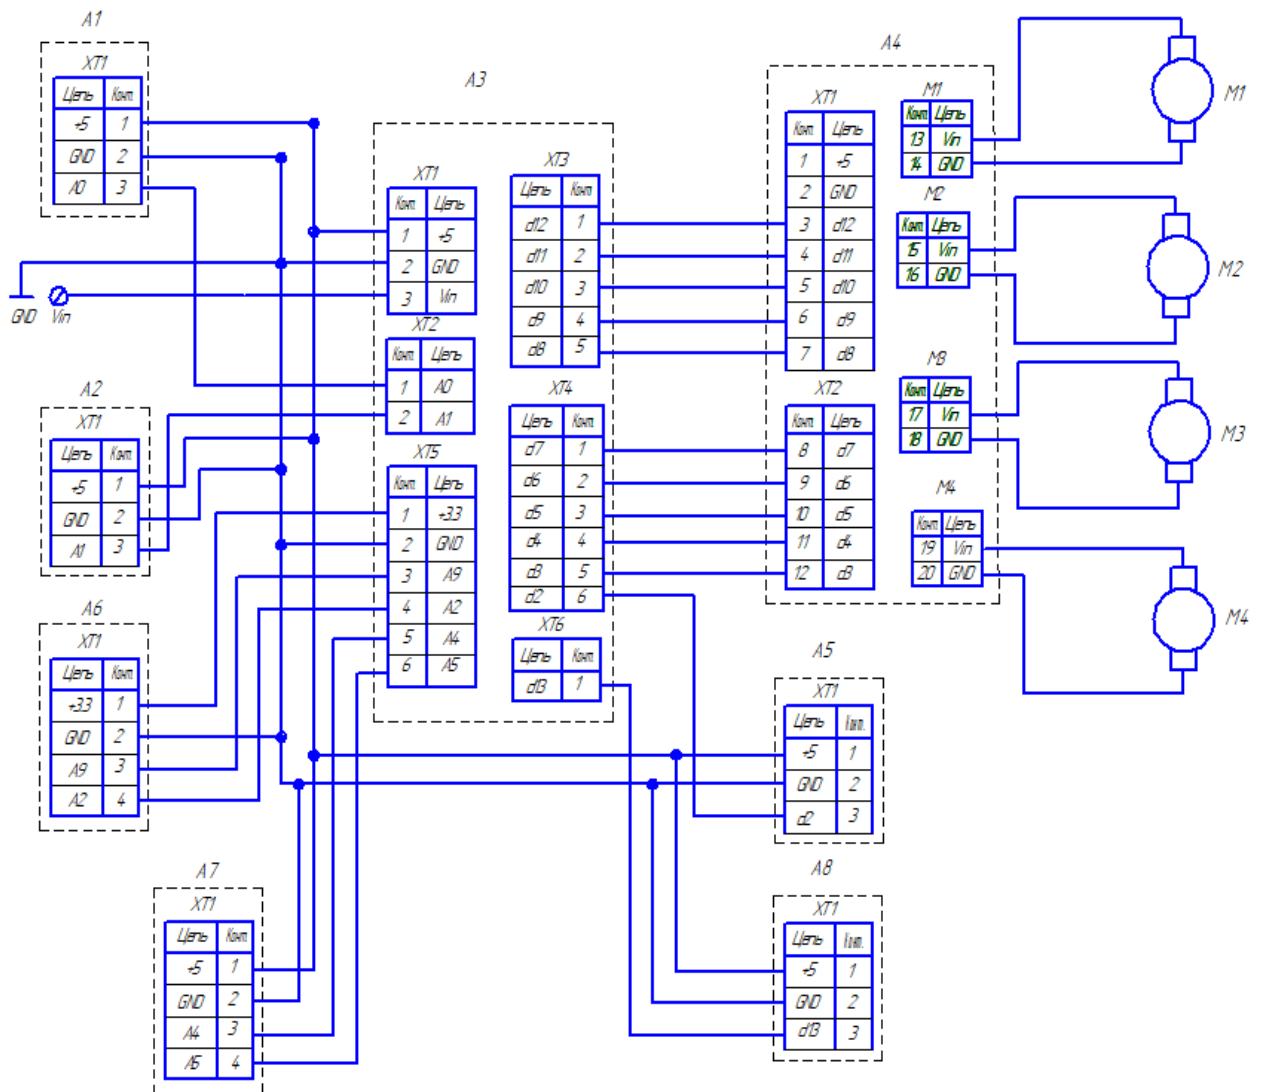 A1
XT1
Цепь Конт.
+5 1
GND 2
A0 3
GND Vin
A2
XT1
Цепь Конт.
+5 1
GND 2
A1 3
A6
XT1
Цепь Конт.
+3.3 1
GND 2
A9 3
A2 4
A7
XT1
Цепь Конт.
+5 1
GND 2
A4 3
A5 4
A3
XT1
Конт. Цепь
1 +5
2 GND
3 Vin
XT2
Конт. Цепь
1 A0
2 A1
XT5
Конт. Цепь
1 +3.3
2 GND
3 A9
4 A2
5 A4
6 A5
XT3
Цепь Конт.
d12 1
d11 2
d10 3
d9 4
d8 5
XT4
Цепь Конт.
d7 1
d6 2
d5 3
d4 4
d3 5
d2 6
XT6
Цепь Конт.
d13 1
A4
XT1
Конт. Цепь
1 +5
2 GND
3 d12
4 d11
5 d10
6 d9
7 d8
XT2
Конт. Цепь
8 d7
9 d6
10 d5
11 d4
12 d3
M1
Конт. Цепь
13 Vin
14 GND
M2
Конт. Цепь
15 Vin
16 GND
M3
Конт. Цепь
17 Vin
18 GND
M4
Конт. Цепь
19 Vin
20 GND
M1
M2
M3
M4
A5
XT1
Цепь Конт.
+5 1
GND 2
d2 3
A8
XT1
Цепь Конт.
+5 1
GND 2
d13 3